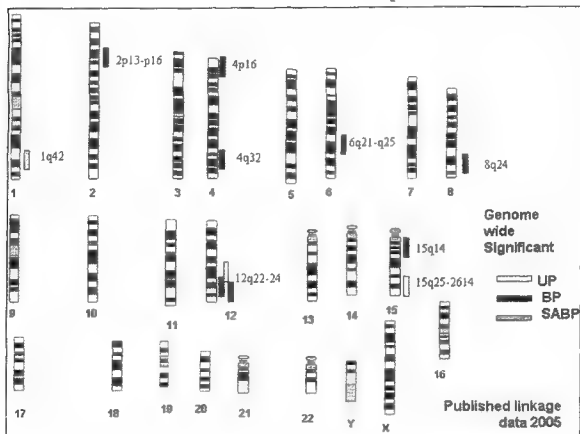 2p13-p16
4p16
1q42
4q32
6q21-q25
8q24
1 2 3 4 5 6 7 8
Genome
wide
Significant
12q22-24
15q14
15q25-2614
UP
BP
SABP
9 10 11 12 13 14 15
16
17 18 19 20 21 22 Y X
Published linkage
data 2005